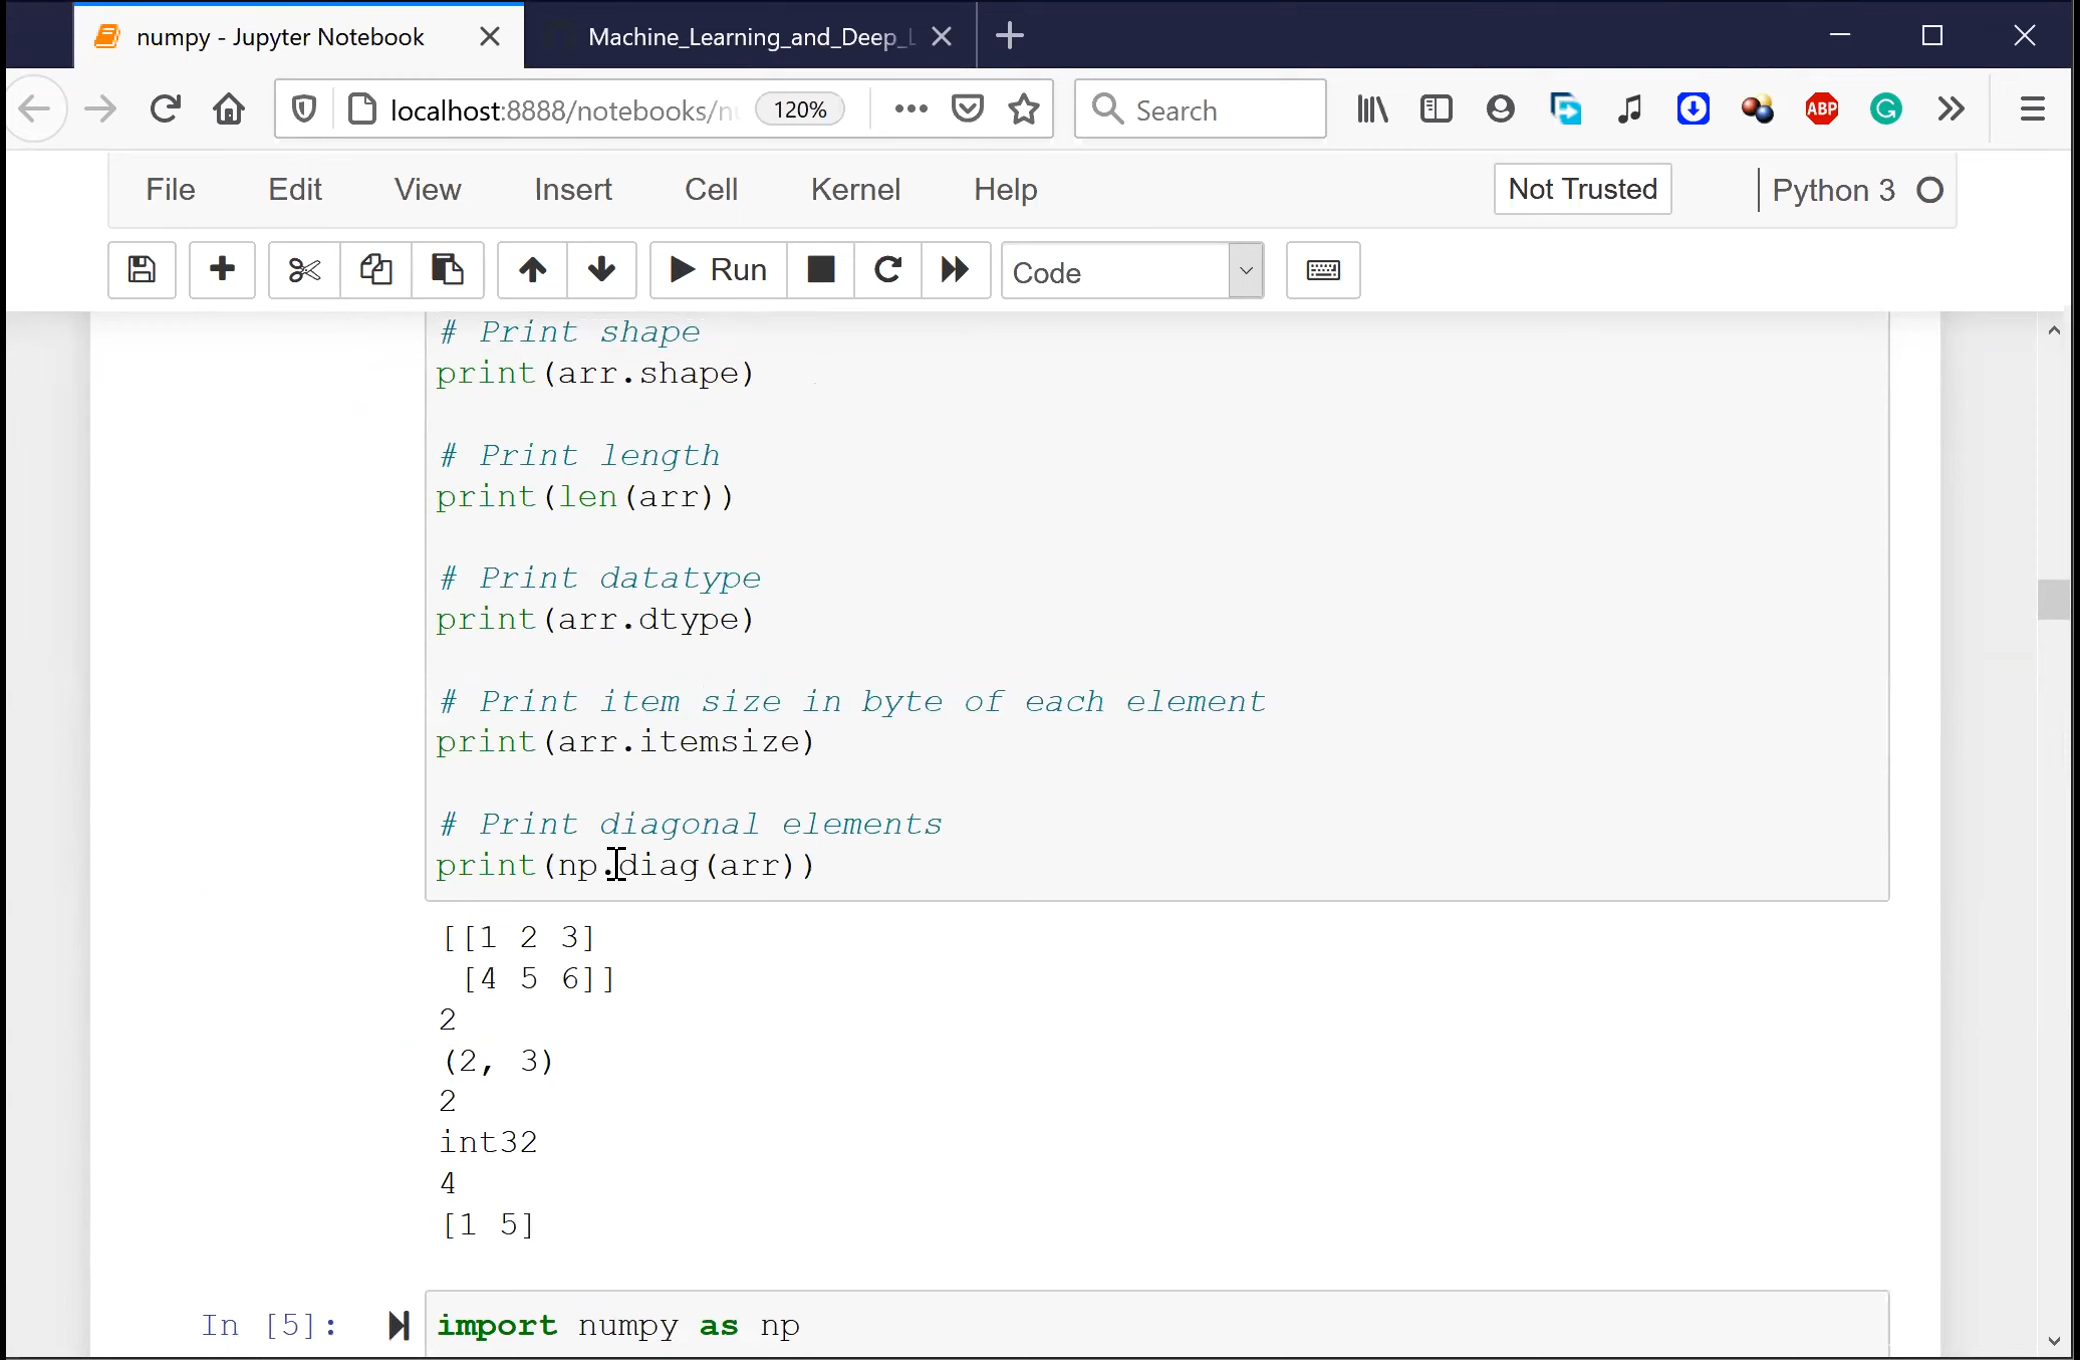 numpy - Jupyter Notebook
Machine_Learning_and_Deep_L
localhost:8888/notebooks/nu
120%
Search
ABP
File Edit View Insert Cell Kernel Help
Not Trusted
Python 3
Run
Code
# Print shape
print(arr.shape)
# Print length
print(len(arr))
# Print datatype
print(arr.dtype)
# Print item size in byte of each element
print(arr.itemsize)
# Print diagonal elements
print(np.diag(arr))
[[1 2 3]
[4 5 6]]
2
(2, 3)
2
int32
4
[1 5]
In [5]:
import numpy as np